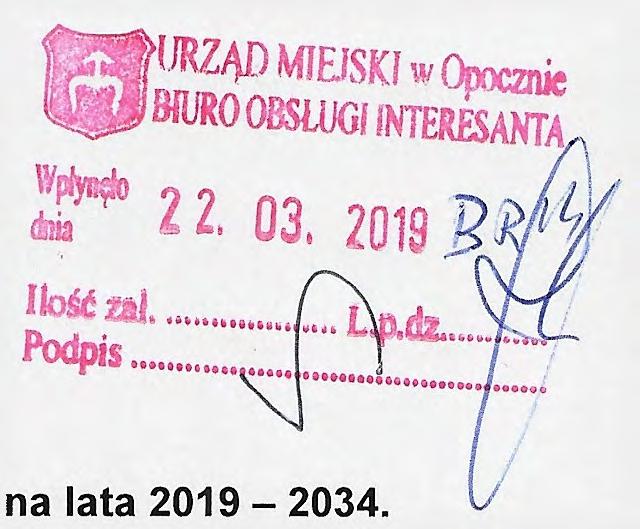 URZĄD MIEJSKI w Opocznie
BIURO OBSŁUGI INTERESANTA
Wpłynęło
dnia 22. 03. 2019 BRM
Ilość zał. .................... L.p.dz. ............
Podpis ................................................
na lata 2019 – 2034.